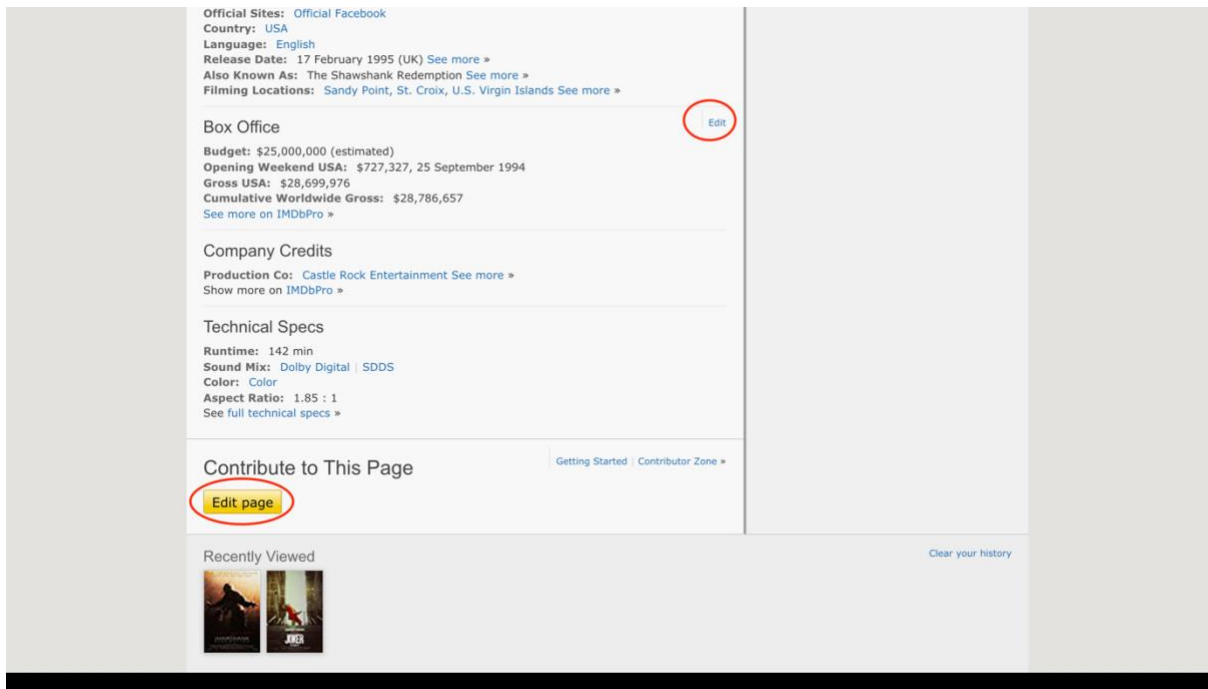 Official Sites: Official Facebook
Country: USA
Language: English
Release Date: 17 February 1995 (UK) See more »
Also Known As: The Shawshank Redemption See more »
Filming Locations: Sandy Point, St. Croix, U.S. Virgin Islands See more »
Box Office
Edit
Budget: $25,000,000 (estimated)
Opening Weekend USA: $727,327, 25 September 1994
Gross USA: $28,699,976
Cumulative Worldwide Gross: $28,786,657
See more on IMDbPro »
Company Credits
Production Co: Castle Rock Entertainment See more »
Show more on IMDbPro »
Technical Specs
Runtime: 142 min
Sound Mix: Dolby Digital | SDDS
Color: Color
Aspect Ratio: 1.85 : 1
See full technical specs »
Contribute to This Page
Getting Started | Contributor Zone »
Edit page
Recently Viewed
Clear your history
JOKER